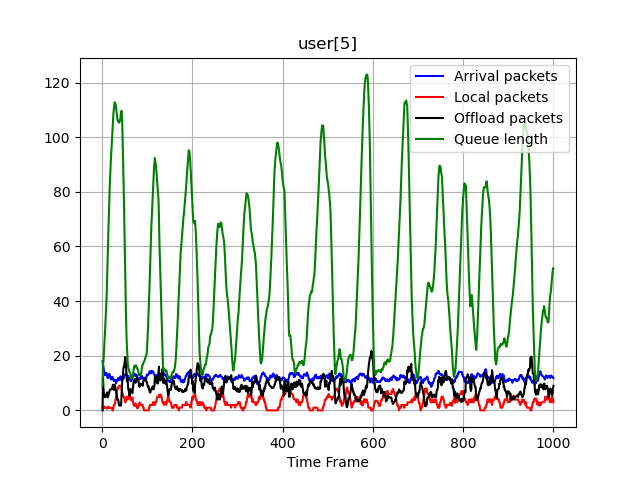 user[5]
Arrival packets
Local packets
Offload packets
Queue length
120
100
80
60
40
20
0
0 200 400 600 800 1000
Time Frame